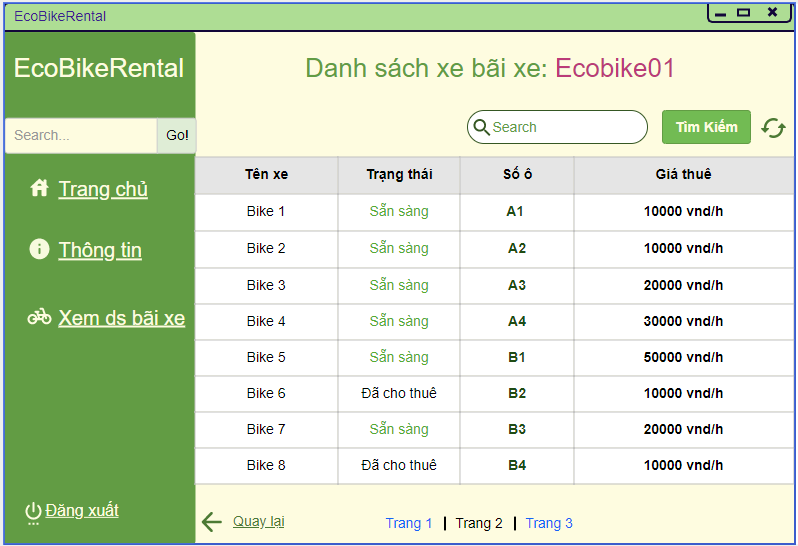 EcoBikeRental
EcoBikeRental
Danh sách xe bãi xe: Ecobike01
Search... Go!
Search Tìm Kiếm
Trang chủ
Thông tin
Xem ds bãi xe
Tên xe Trạng thái Số ô Giá thuê
Bike 1 Sẵn sàng A1 10000 vnd/h
Bike 2 Sẵn sàng A2 10000 vnd/h
Bike 3 Sẵn sàng A3 20000 vnd/h
Bike 4 Sẵn sàng A4 30000 vnd/h
Bike 5 Sẵn sàng B1 50000 vnd/h
Bike 6 Đã cho thuê B2 10000 vnd/h
Bike 7 Sẵn sàng B3 20000 vnd/h
Bike 8 Đã cho thuê B4 10000 vnd/h
Đăng xuất
Quay lại
Trang 1 | Trang 2 | Trang 3